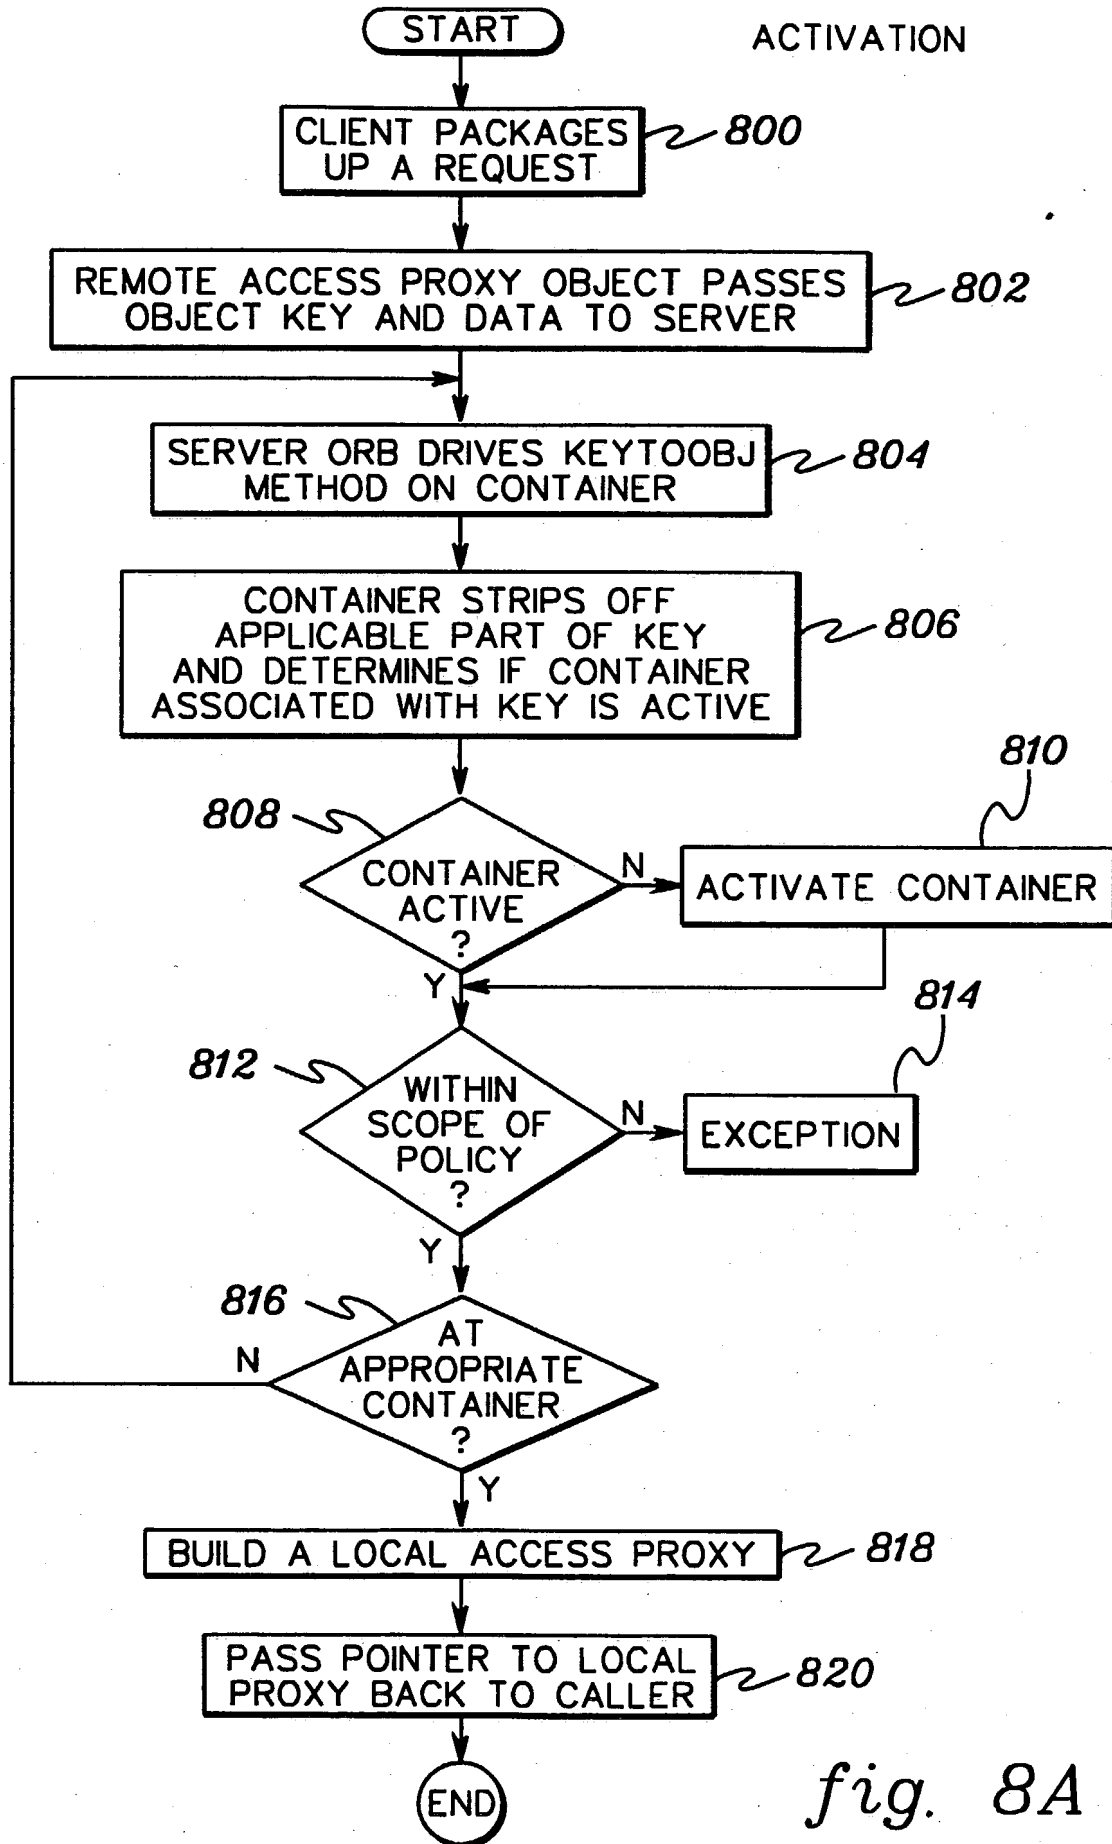 START
ACTIVATION
CLIENT PACKAGES
UP A REQUEST
800
REMOTE ACCESS PROXY OBJECT PASSES
OBJECT KEY AND DATA TO SERVER
802
SERVER ORB DRIVES KEYTOOBJ
METHOD ON CONTAINER
804
CONTAINER STRIPS OFF
APPLICABLE PART OF KEY
AND DETERMINES IF CONTAINER
ASSOCIATED WITH KEY IS ACTIVE
806
808
CONTAINER
ACTIVE
?
N
Y
810
ACTIVATE CONTAINER
812
WITHIN
SCOPE OF
POLICY
?
N
Y
814
EXCEPTION
816
AT
APPROPRIATE
CONTAINER
?
N
Y
BUILD A LOCAL ACCESS PROXY
818
PASS POINTER TO LOCAL
PROXY BACK TO CALLER
820
END
fig. 8A